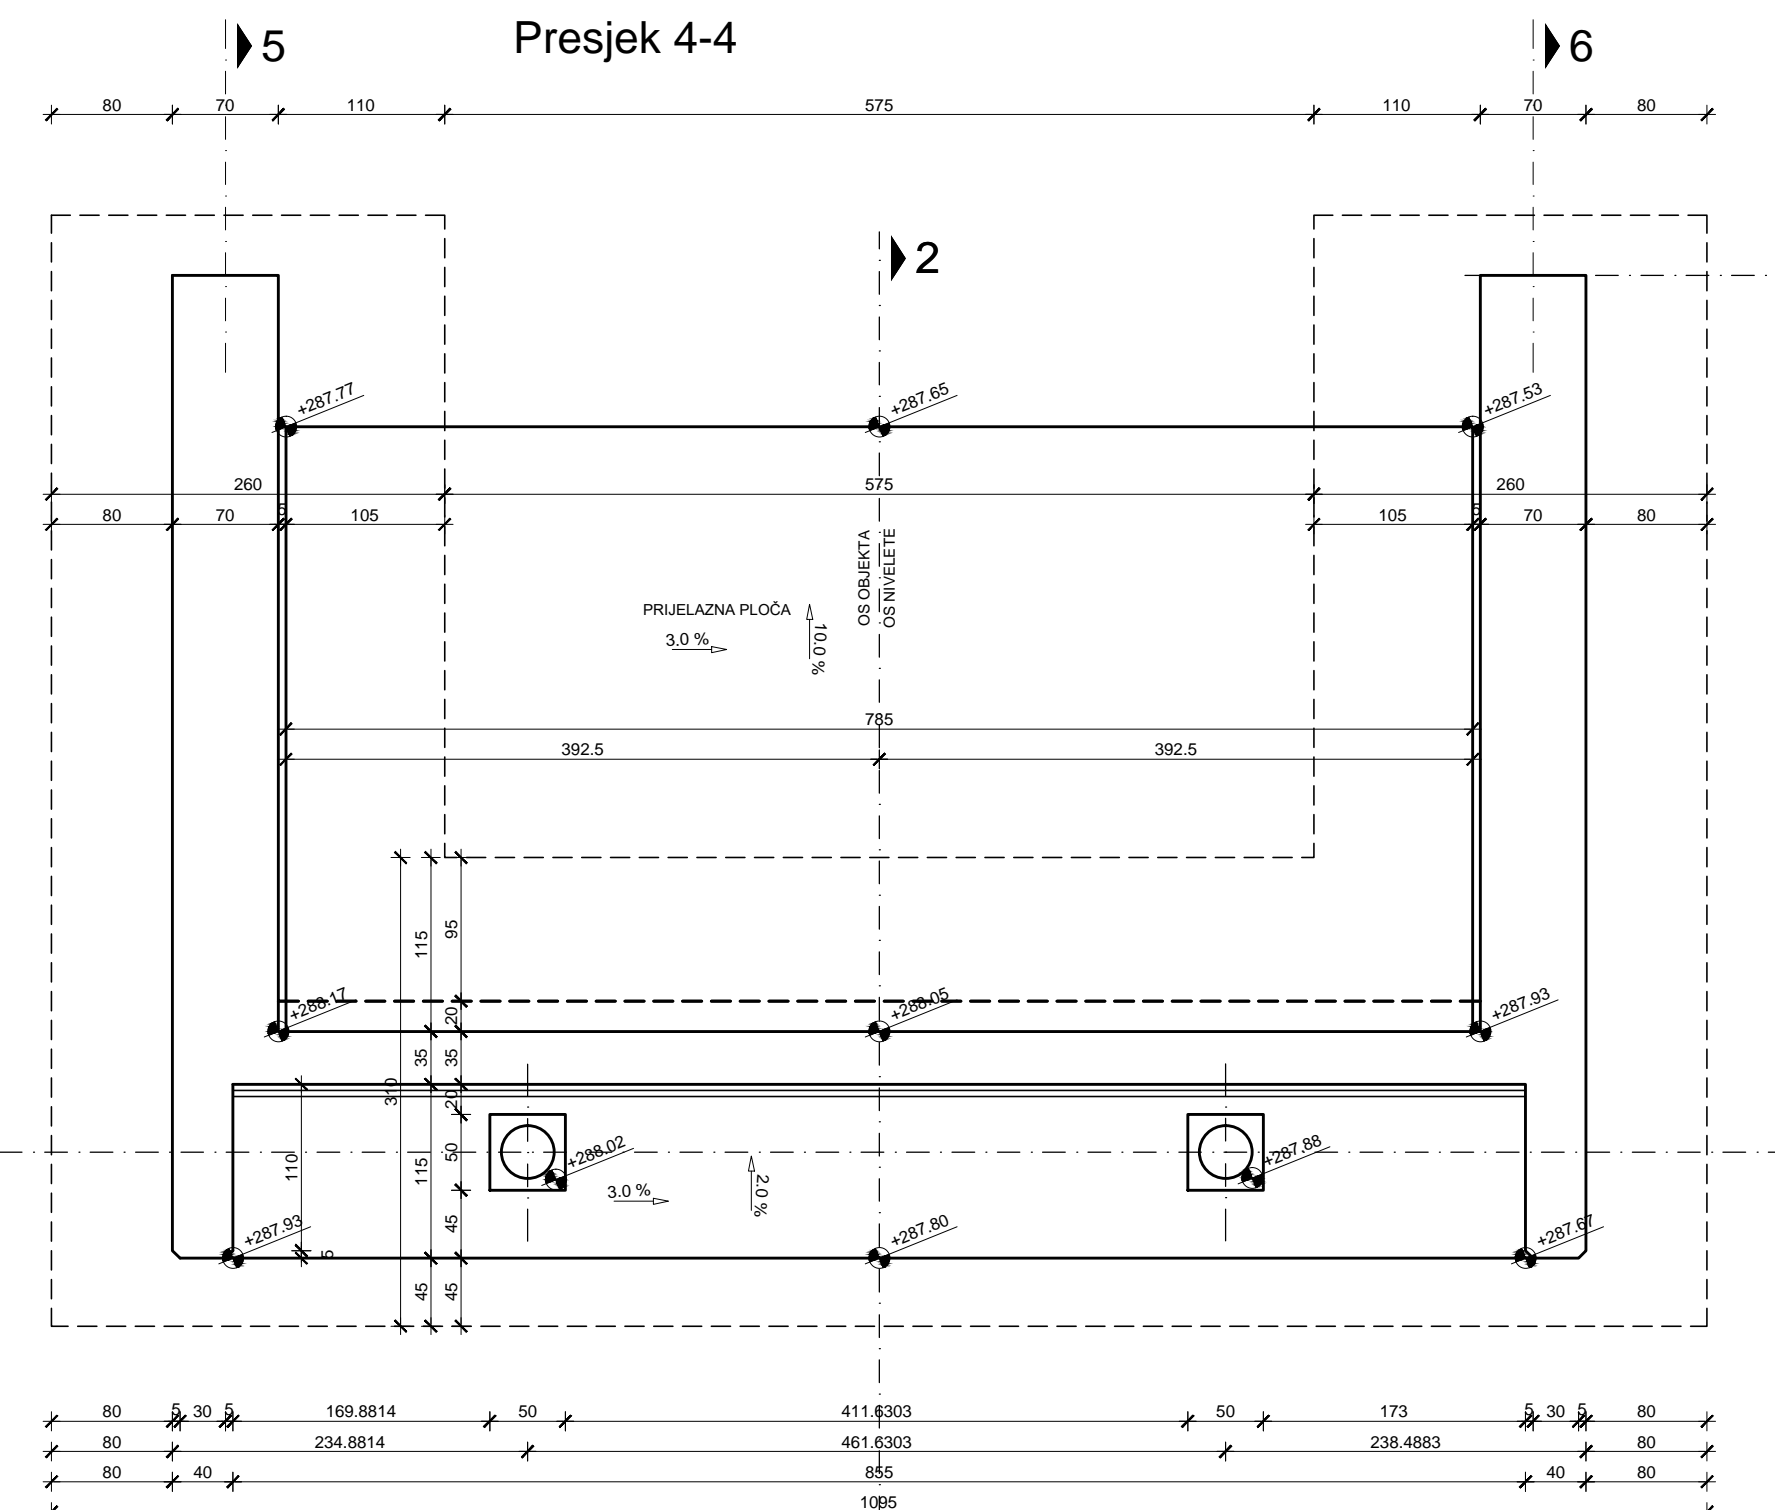 Presjek 4-4
5
6
80 70 110 575 110 70 80
2
+287.77 +287.65 +287.53
260 575 260
80 70 5 105 105 5 70 80
OS OBJEKTA
OS NIVELETE
PRIJELAZNA PLOČA
3.0 %
10.0 %
785
392.5 392.5
115
95
+288.17 +288.05 +287.93
20
35 35
310
20
110
115
50
+288.02 +287.88
3.0 %
2.0 %
45
+287.93 +287.80 +287.67
5
45 45
80 5 30 5 169.8814 50 411.6303 50 173 5 30 5 80
80 234.8814 461.6303 238.4883 80
80 40 855 40 80
1095